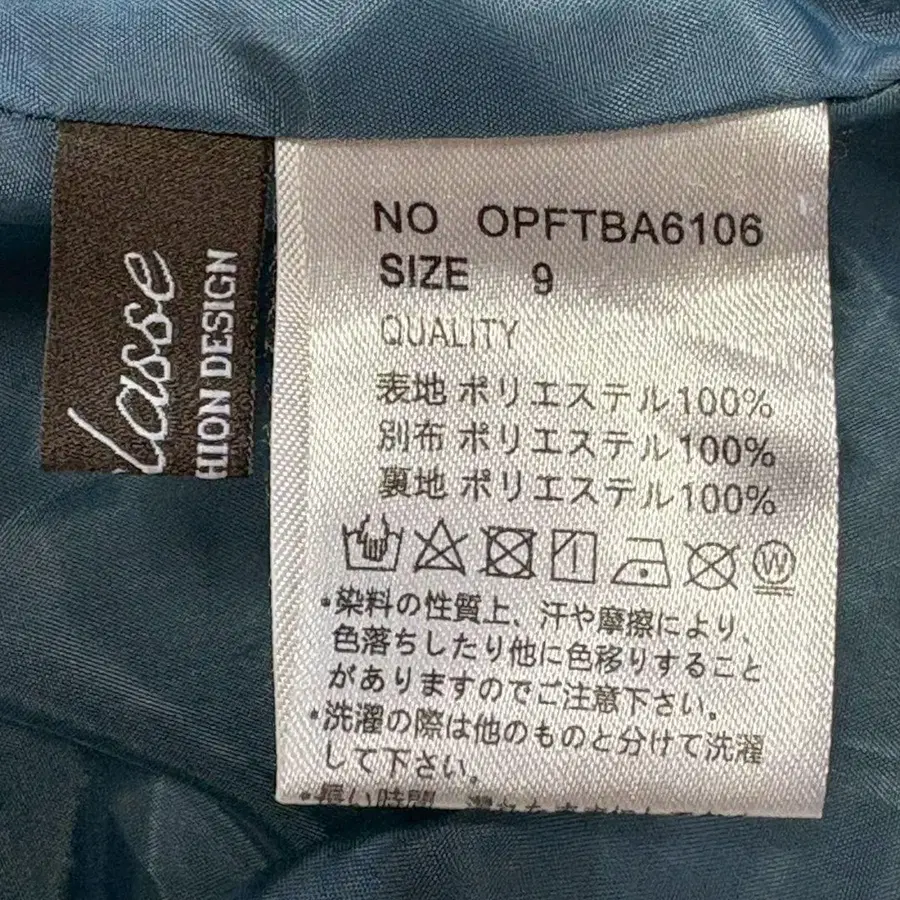 lasse
HION DESIGN
NO OPFTBA6106
SIZE 9
QUALITY
表地 ポリエステル100%
別布 ポリエステル100%
裏地 ポリエステル100%
W
・染料の性質上、汗や摩擦により、
色落ちしたり他に色移りすること
がありますのでご注意下さい。
・洗濯の際は他のものと分けて洗濯
して下さい。
・長い時間